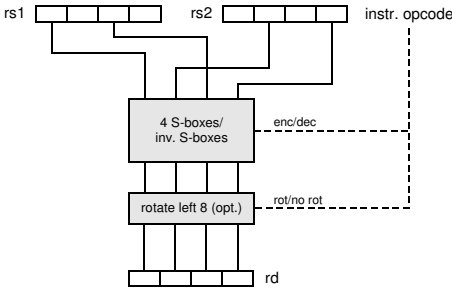 rs1
rs2
instr. opcode
4 S-boxes/
inv. S-boxes
enc/dec
rotate left 8 (opt.)
rot/no rot
rd